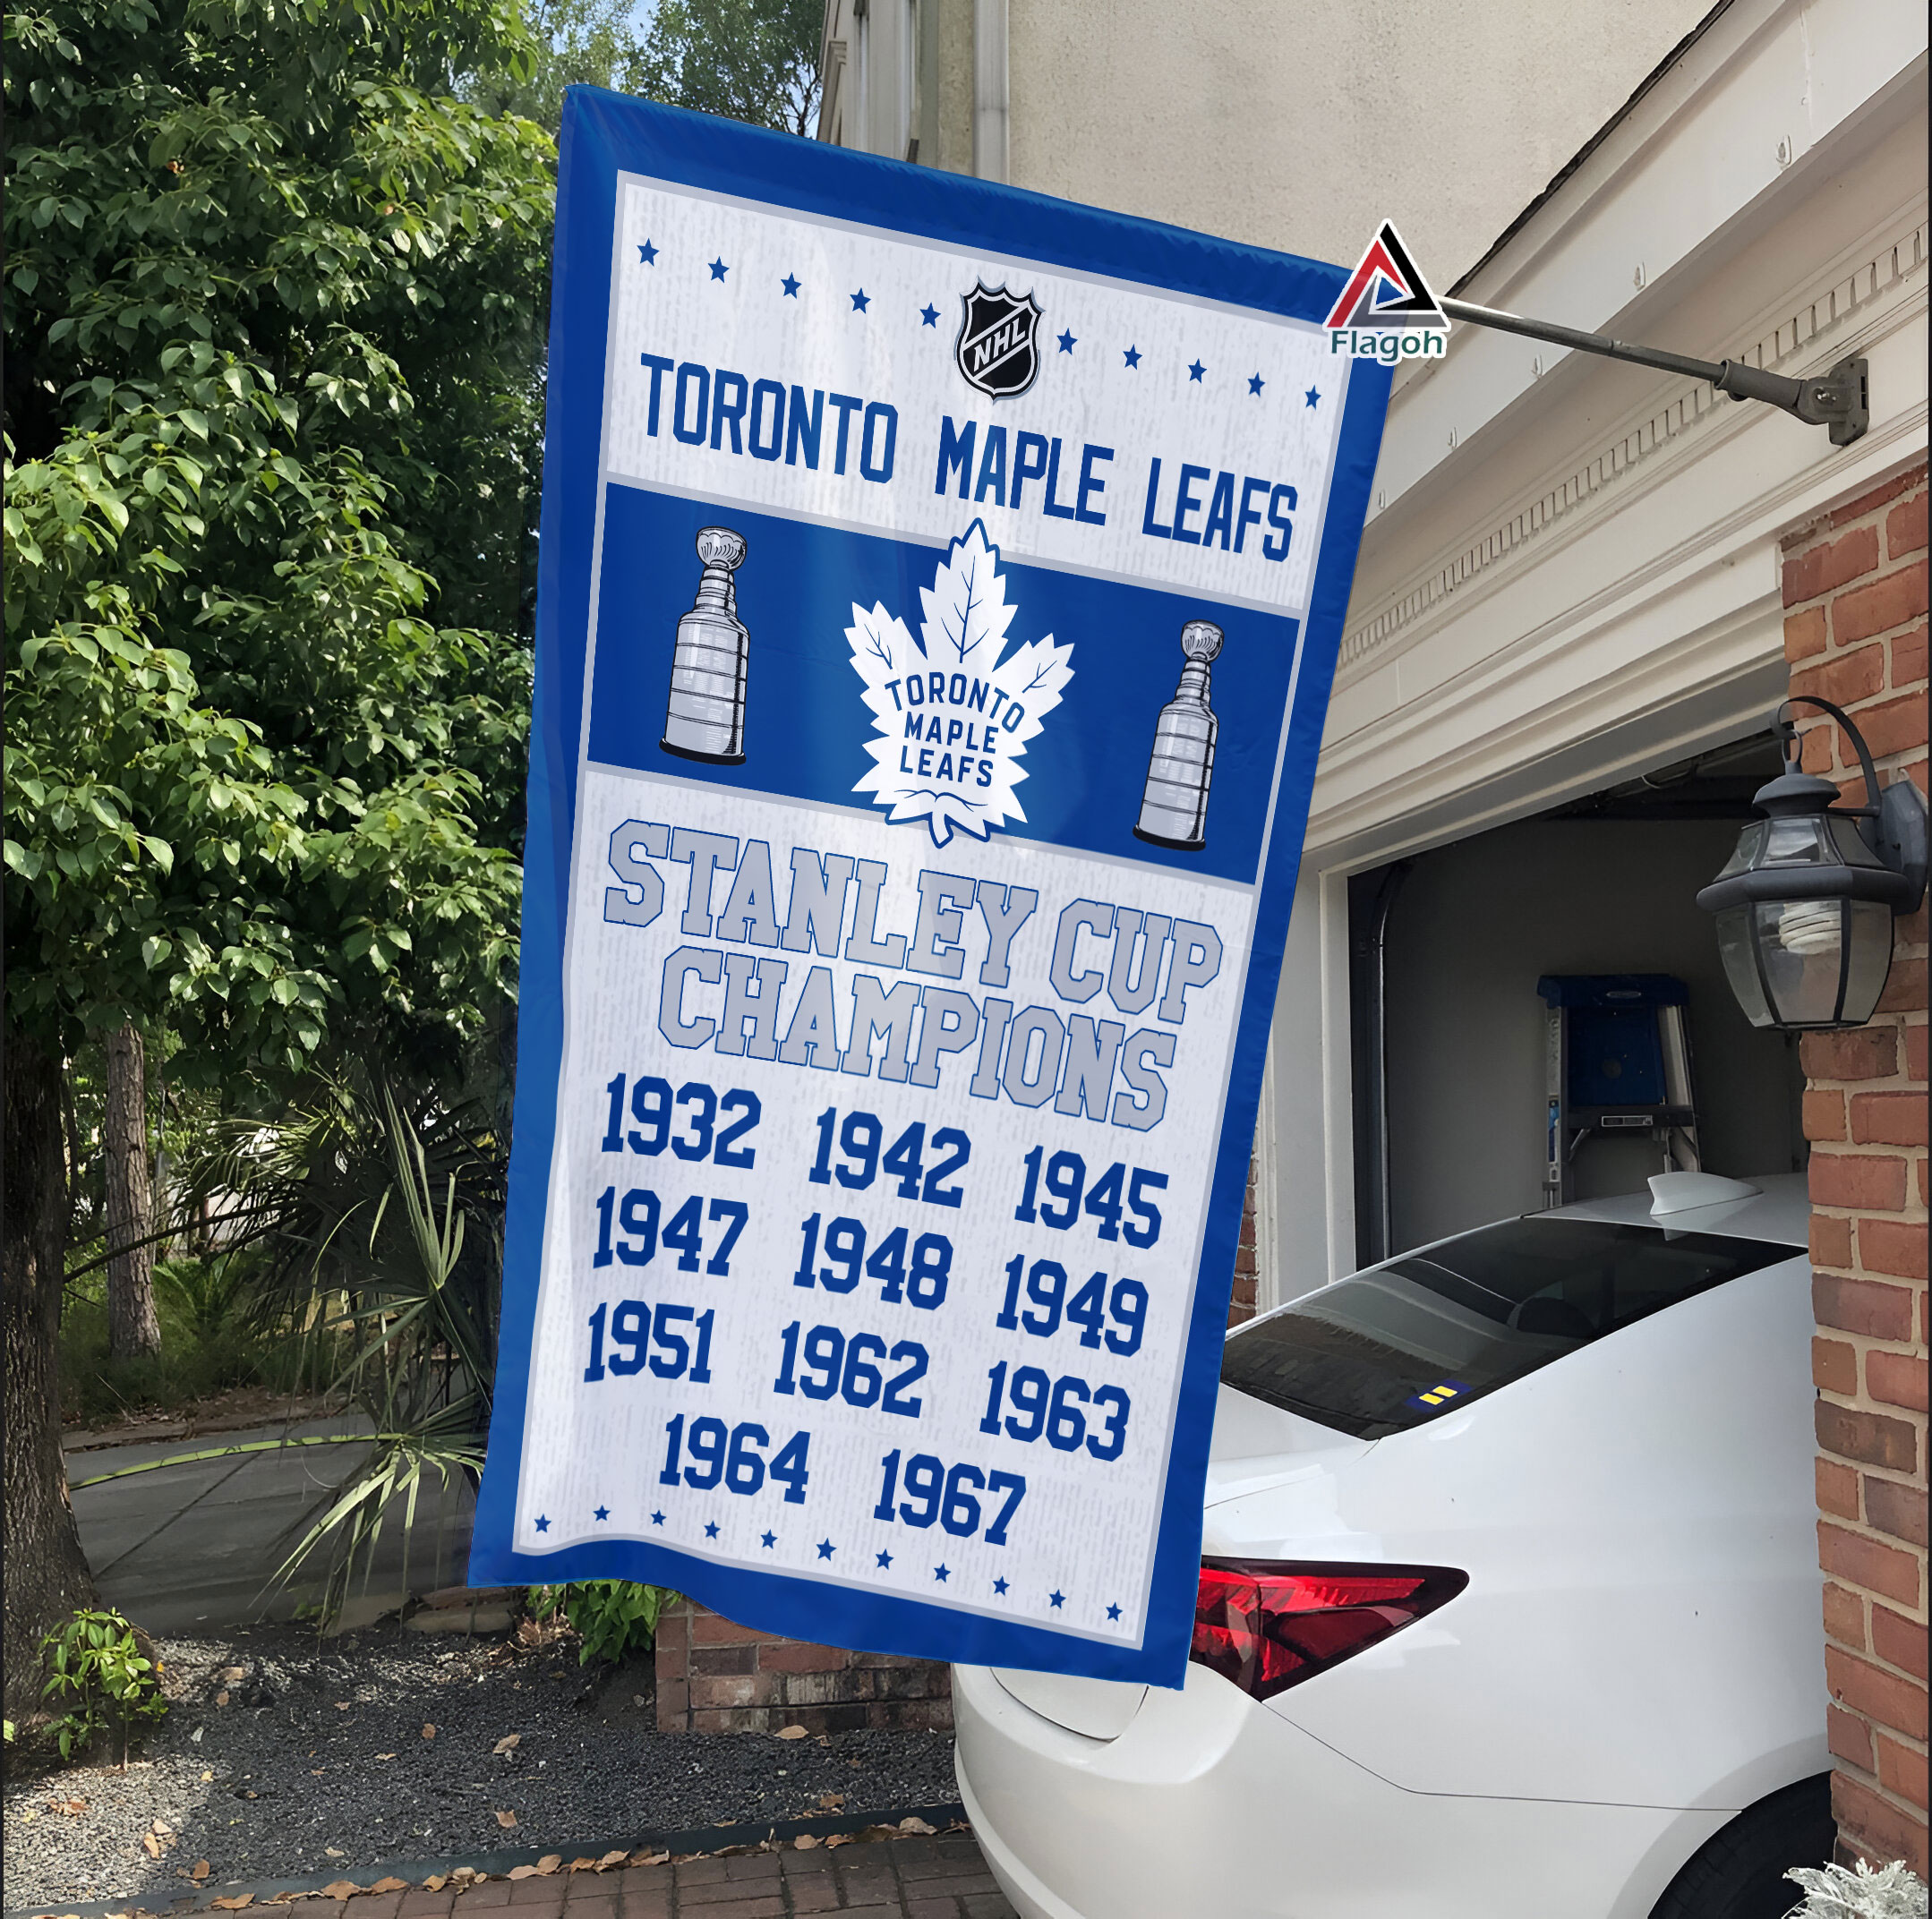 NHL
Flagoh
TORONTO MAPLE LEAFS
TORONTO
MAPLE
LEAFS
STANLEY CUP
CHAMPIONS
1932 1942 1945
1947 1948 1949
1951 1962 1963
1964 1967